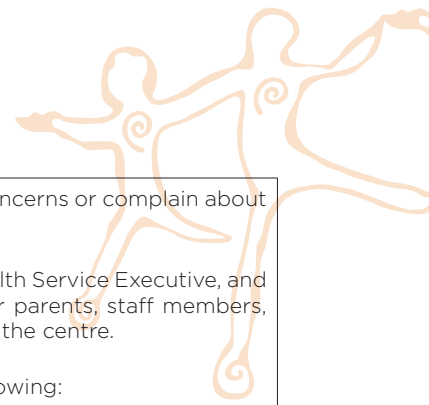 ncerns or complain about
lth Service Executive, and
r parents, staff members,
the centre.
owing: